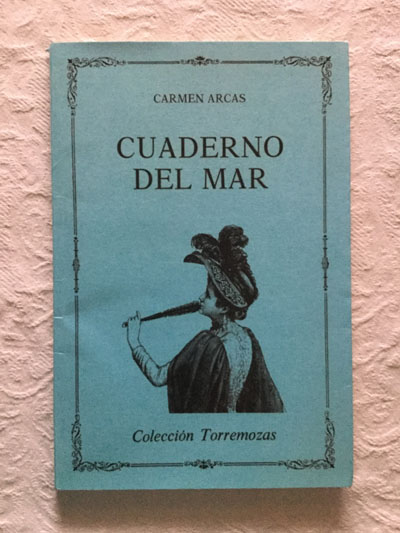 CARMEN ARCAS
CUADERNO
DEL MAR
Colección Torremozas